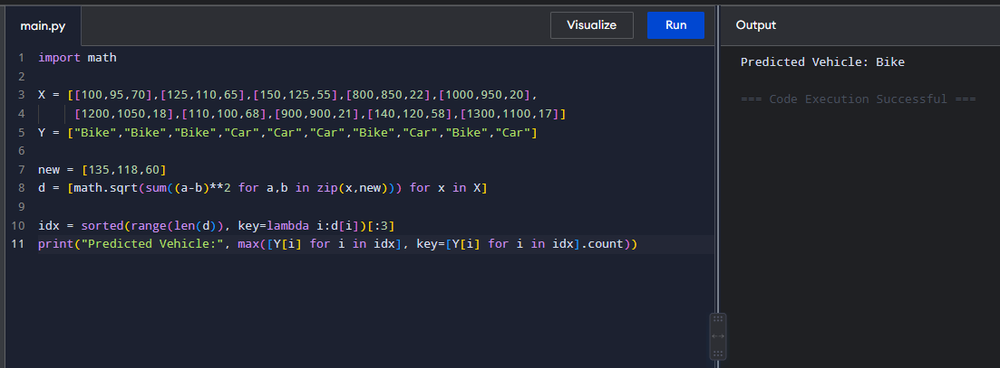 main.py
Visualize
Run
Output
1 import math
2
3 X = [[100,95,70],[125,110,65],[150,125,55],[800,850,22],[1000,950,20],
4      [1200,1050,18],[110,100,68],[900,900,21],[140,120,58],[1300,1100,17]]
5 Y = ["Bike","Bike","Bike","Car","Car","Car","Bike","Car","Bike","Car"]
6
7 new = [135,118,60]
8 d = [math.sqrt(sum((a-b)**2 for a,b in zip(x,new))) for x in X]
9
10 idx = sorted(range(len(d)), key=lambda i:d[i])[:3]
11 print("Predicted Vehicle:", max([Y[i] for i in idx], key=[Y[i] for i in idx].count))
Predicted Vehicle: Bike
=== Code Execution Successful ===